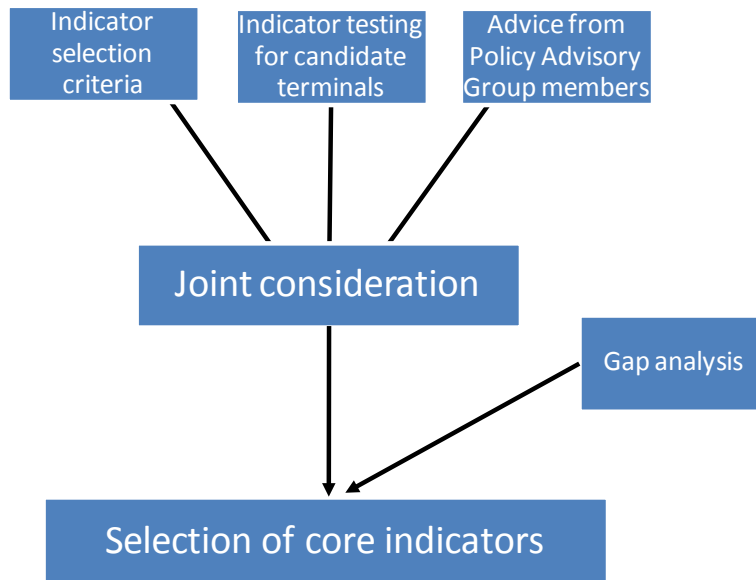 Indicator
selection
criteria
Indicator testing
for candidate
terminals
Advice from
Policy Advisory
Group members
Joint consideration
Gap analysis
Selection of core indicators